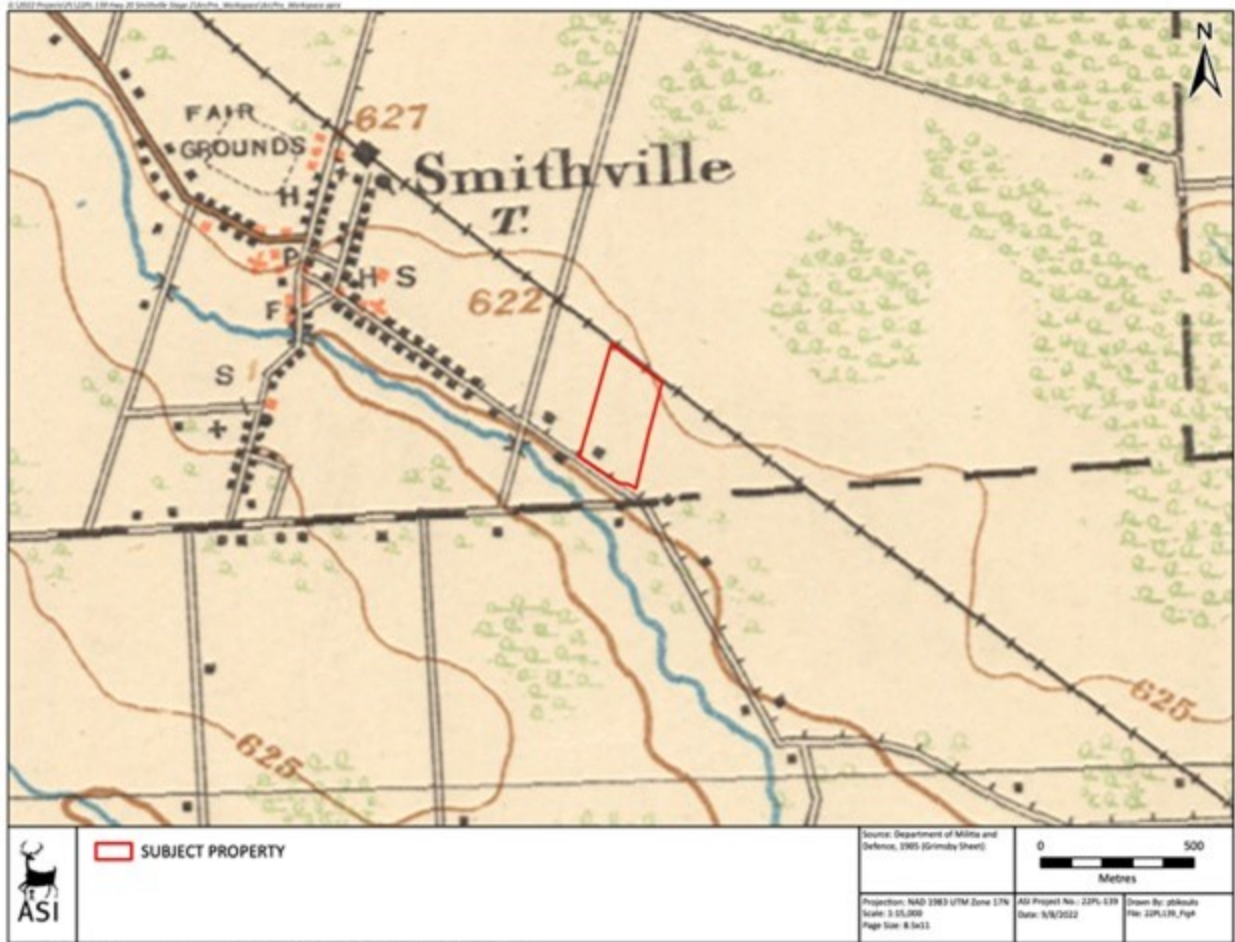 N
FAIR
GROUNDS
627
Smithville
T.
H
P
H S
622
F
S
625
625
ASI
SUBJECT PROPERTY
Source: Department of Militia and
Defence, 1905 (Grimsby Sheet)
0 500
Metres
Projection: NAD 1983 UTM Zone 17N
Scale: 1:15,000
Page Size: 8.5x11
ASI Project No.: 22PL-139
Date: 9/8/2022
Drawn By: pbikoulis
File: 22PL139_Fig4